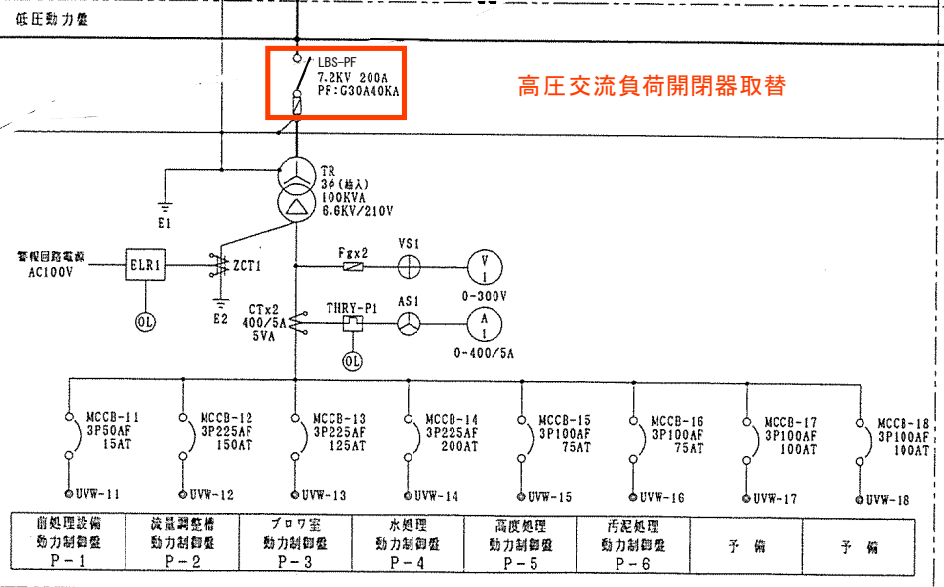 低圧動力盤
LBS-PF
7.2KV 200A
PF:G30A40KA
高圧交流負荷開閉器取替
TR
3φ(輸入)
100KVA
6.6KV/210V
E1
警報回路電源
AC100V
ELR1
ZCT1
OL
E2
Fgx2
VS1
V
1
0-300V
CTx2
400/5A
5VA
THRY-P1
OL
AS1
A
1
0-400/5A
MCCB-11
3P50AF
15AT
MCCB-12
3P225AF
150AT
MCCB-13
3P225AF
125AT
MCCB-14
3P225AF
200AT
MCCB-15
3P100AF
75AT
MCCB-16
3P100AF
75AT
MCCB-17
3P100AF
100AT
MCCB-18
3P100AF
100AT
UVW-11
UVW-12
UVW-13
UVW-14
UVW-15
UVW-16
UVW-17
UVW-18
前処理設備
動力制御盤
P-1
流量調整槽
動力制御盤
P-2
ブロワ室
動力制御盤
P-3
水処理
動力制御盤
P-4
高度処理
動力制御盤
P-5
汚泥処理
動力制御盤
P-6
予備
予備